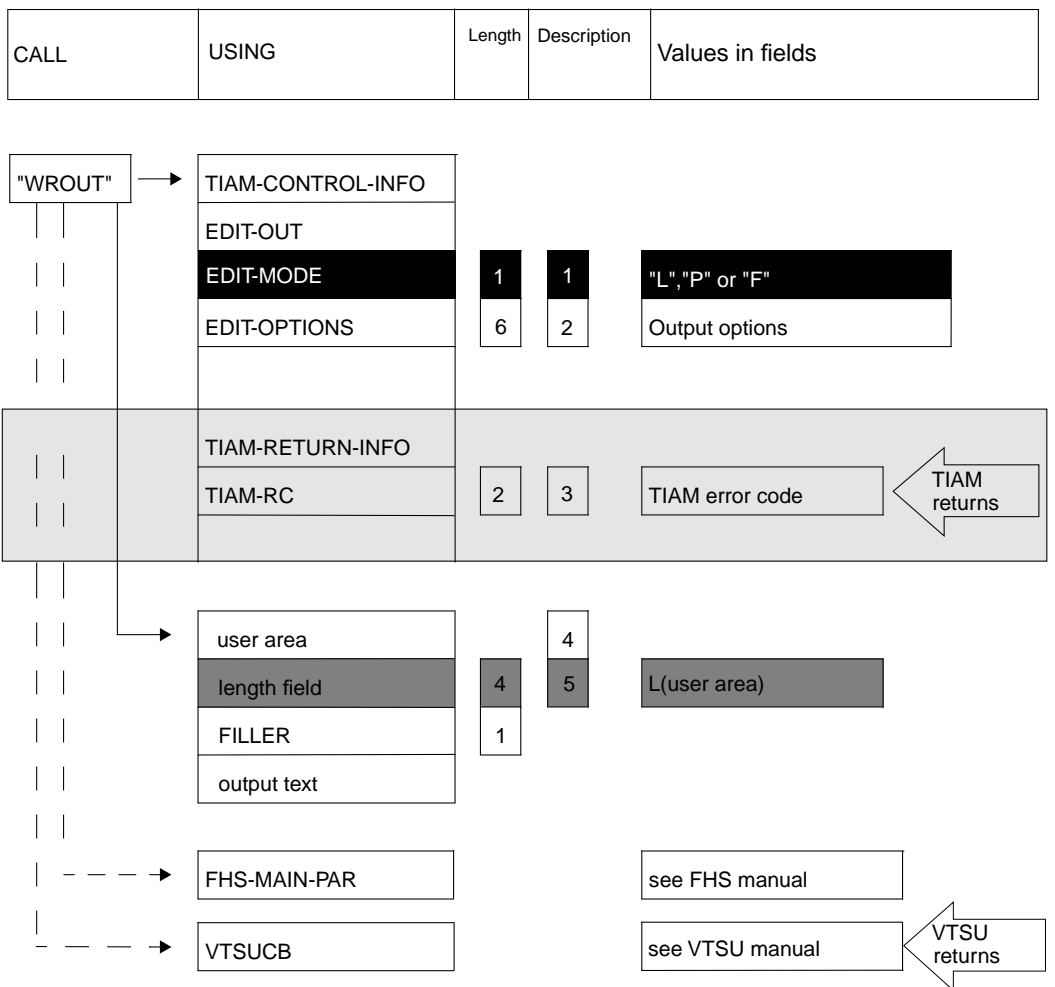 CALL USING Length Description Values in fields
"WROUT" TIAM-CONTROL-INFO
EDIT-OUT
EDIT-MODE 1 1 "L","P" or "F"
EDIT-OPTIONS 6 2 Output options
TIAM-RETURN-INFO
TIAM-RC 2 3 TIAM error code TIAM
returns
user area 4
length field 4 5 L(user area)
FILLER 1
output text
FHS-MAIN-PAR see FHS manual
VTSUCB see VTSU manual VTSU
returns